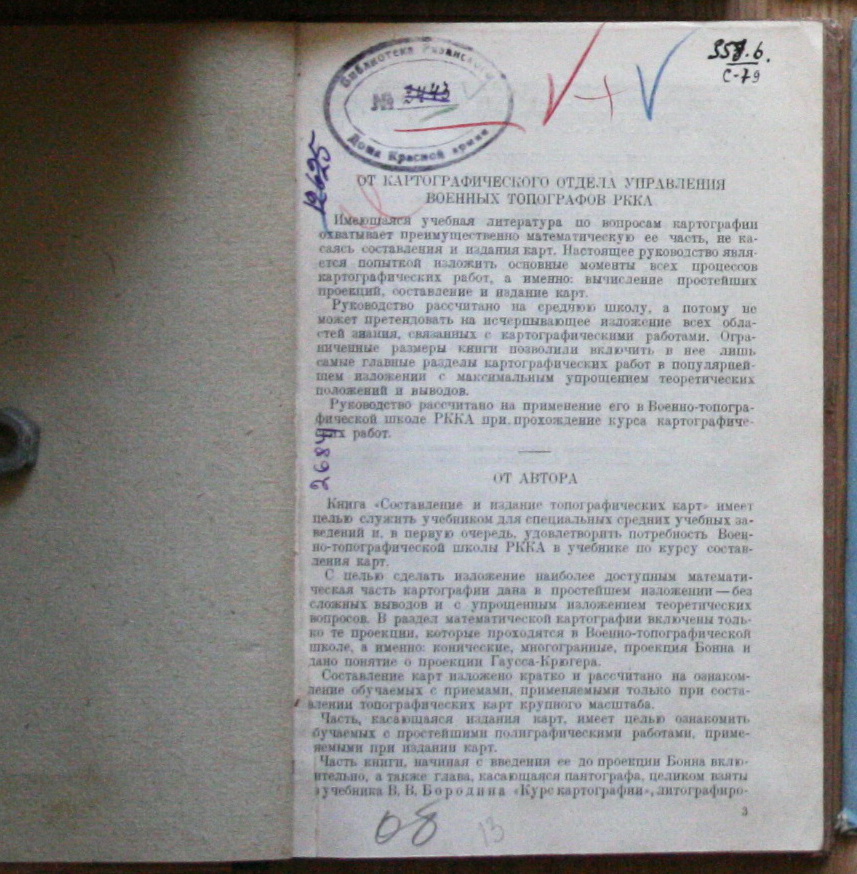 Библиотека Рязанского
№ 3443
Дома Красной армии
С-79
12625
ОТ КАРТОГРАФИЧЕСКОГО ОТДЕЛА УПРАВЛЕНИЯ
ВОЕННЫХ ТОПОГРАФОВ РККА
Имеющаяся учебная литература по вопросам картографии
охватывает преимущественно математическую ее часть, не ка-
саясь составления и издания карт. Настоящее руководство явля-
ется попыткой изложить основные моменты всех процессов
картографических работ, а именно: вычисление простейших
проекций, составление и издание карт.
Руководство рассчитано на среднюю школу, а потому не
может претендовать на исчерпывающее изложение всех обла-
стей знания, связанных с картографическими работами. Огра-
ниченные размеры книги позволили включить в нее лишь
самые главные разделы картографических работ в популярней-
шем изложении с максимальным упрощением теоретических
положений и выводов.
Руководство рассчитано на применение его в Военно-топогра-
фической школе РККА при прохождение курса картографиче-
ских работ.
2684
ОТ АВТОРА
Книга «Составление и издание топографических карт» имеет
целью служить учебником для специальных средних учебных за-
ведений и, в первую очередь, удовлетворить потребность Воен-
но-топографической школы РККА в учебнике по курсу состав-
ления карт.
С целью сделать изложение наиболее доступным математи-
ческая часть картографии дана в простейшем изложении — без
сложных выводов и с упрощенным изложением теоретических
вопросов. В раздел математической картографии включены толь-
ко те проекции, которые проходятся в Военно-топографической
школе, а именно: конические, многогранные, проекция Бонна и
дано понятие о проекции Гаусса-Крюгера.
Составление карт изложено кратко и рассчитано на ознаком-
ление обучаемых с приемами, применяемыми только при соста-
влении топографических карт крупного масштаба.
Часть, касающаяся издания карт, имеет целью ознакомить
бучаемых с простейшими полиграфическими работами, приме-
няемыми при издании карт.
Часть книги, начиная с введения ее до проекции Бонна вклю-
чительно, а также глава, касающаяся пантографа, целиком взяты
учебника В. В. Бородина «Курс картографии», литографиро-
3
08
13